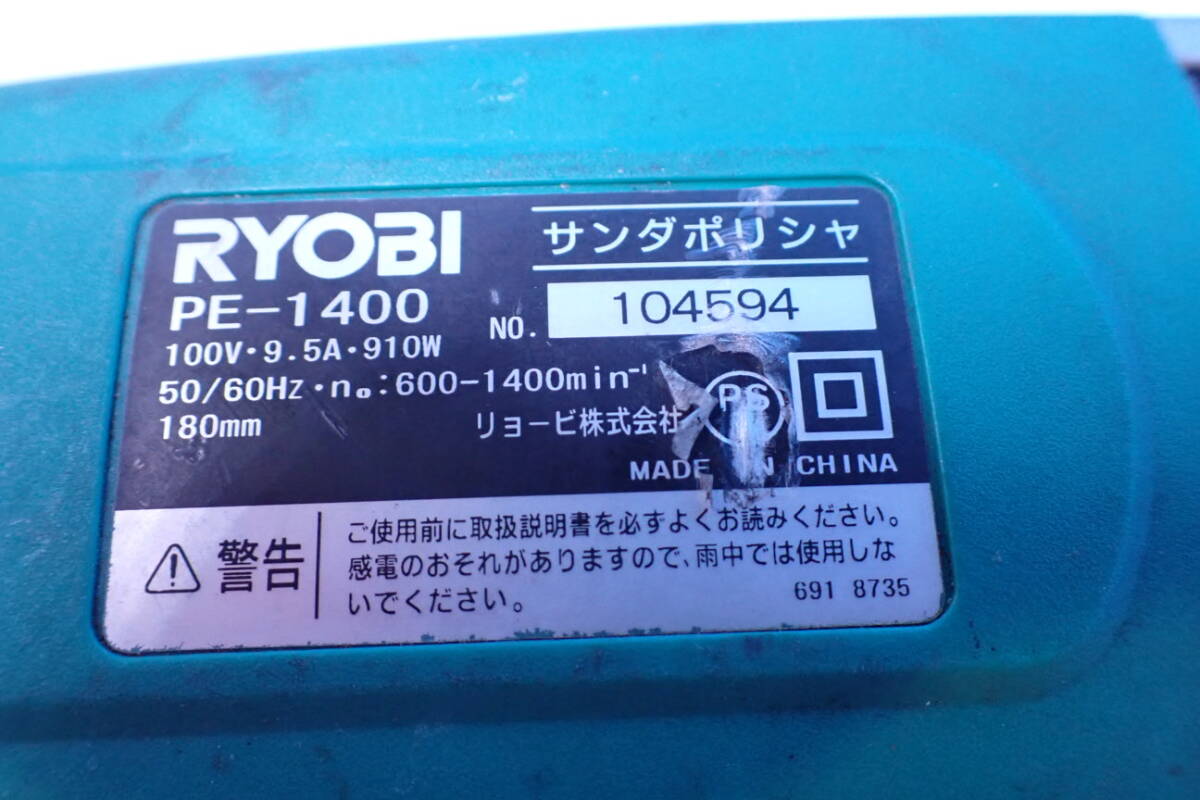 RYOBI
サンダポリシャ
PE-1400
NO. 104594
100V・9.5A・910W
50/60Hz・n₀:600-1400min⁻¹
180mm
リョービ株式会社
PS
MADE IN CHINA
警告
ご使用前に取扱説明書を必ずよくお読みください。
感電のおそれがありますので、雨中では使用しな
いでください。
691 8735